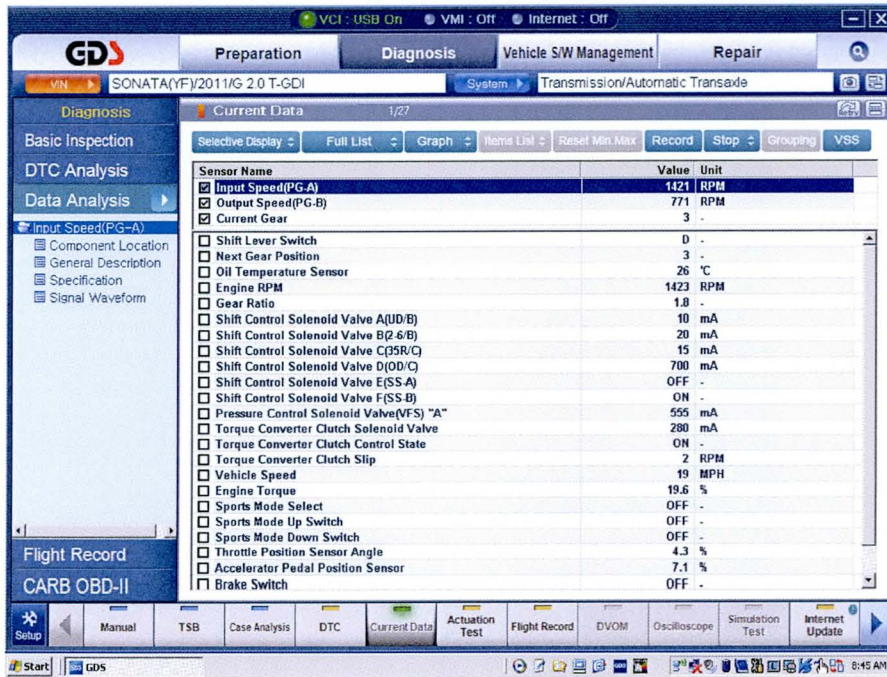 VCI : USB On VMI : Off Internet : Off
GDS Preparation Diagnosis Vehicle S/W Management Repair
VIN SONATA(YF)/2011/G 2.0 T-GDI System Transmission/Automatic Transaxle
Diagnosis Current Data 1/27 Retry
Basic Inspection Selective Display Full List Graph Items List Reset Min.Max Record Stop Grouping VSS
DTC Analysis
Data Analysis
Input Speed(PG-A)
Component Location
General Description
Specification
Signal Waveform
Flight Record
CARB OBD-II
Sensor Name Value Unit
Input Speed(PG-A) 1421 RPM
Output Speed(PG-B) 771 RPM
Current Gear 3 -
Shift Lever Switch D -
Next Gear Position 3 -
Oil Temperature Sensor 26 ℃
Engine RPM 1423 RPM
Gear Ratio 1.8 -
Shift Control Solenoid Valve A(UD/B) 10 mA
Shift Control Solenoid Valve B(2-6/B) 20 mA
Shift Control Solenoid Valve C(35R/C) 15 mA
Shift Control Solenoid Valve D(OD/C) 700 mA
Shift Control Solenoid Valve E(SS-A) OFF -
Shift Control Solenoid Valve F(SS-B) ON -
Pressure Control Solenoid Valve(VFS) "A" 555 mA
Torque Converter Clutch Solenoid Valve 280 mA
Torque Converter Clutch Control State ON -
Torque Converter Clutch Slip 2 RPM
Vehicle Speed 19 MPH
Engine Torque 19.6 %
Sports Mode Select OFF -
Sports Mode Up Switch OFF -
Sports Mode Down Switch OFF -
Throttle Position Sensor Angle 4.3 %
Accelerator Pedal Position Sensor 7.1 %
Brake Switch OFF -
Setup Manual TSB Case Analysis DTC Current Data Actuation Test Flight Record DVOM Oscilloscope Simulation Test Internet Update
Start GDS 8:45 AM